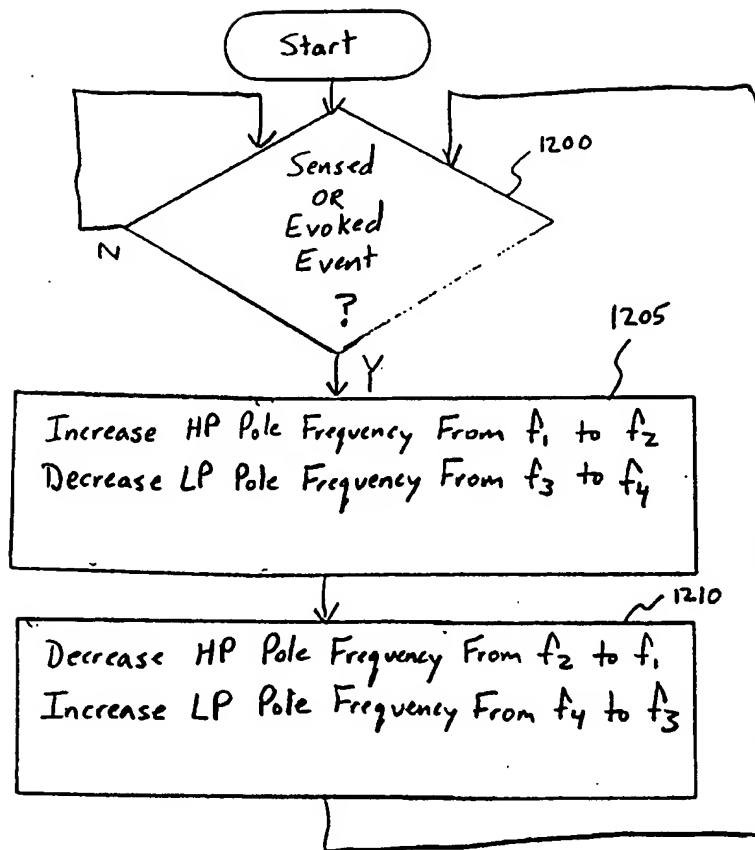 Start
1200
Sensed
OR
Evoked
Event
?
N
Y
1205
Increase HP Pole Frequency From f₁ to f₂
Decrease LP Pole Frequency From f₃ to f₄
1210
Decrease HP Pole Frequency From f₂ to f₁
Increase LP Pole Frequency From f₄ to f₃